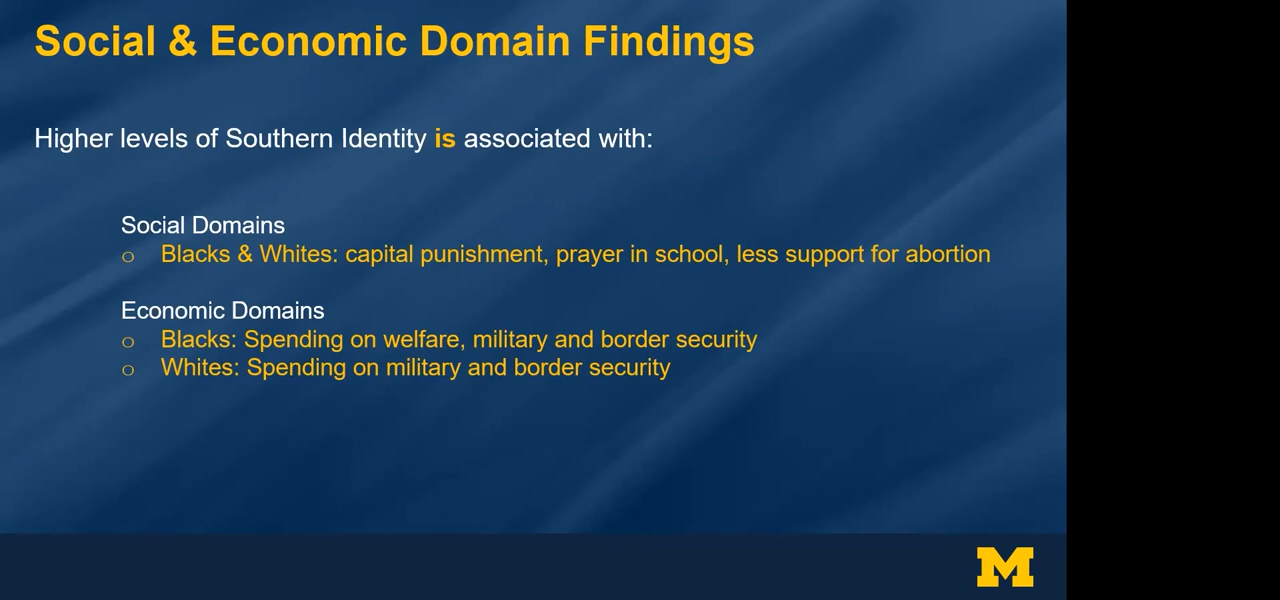 Social & Economic Domain Findings
Higher levels of Southern Identity is associated with:
Social Domains
o Blacks & Whites: capital punishment, prayer in school, less support for abortion
Economic Domains
o Blacks: Spending on welfare, military and border security
o Whites: Spending on military and border security
M